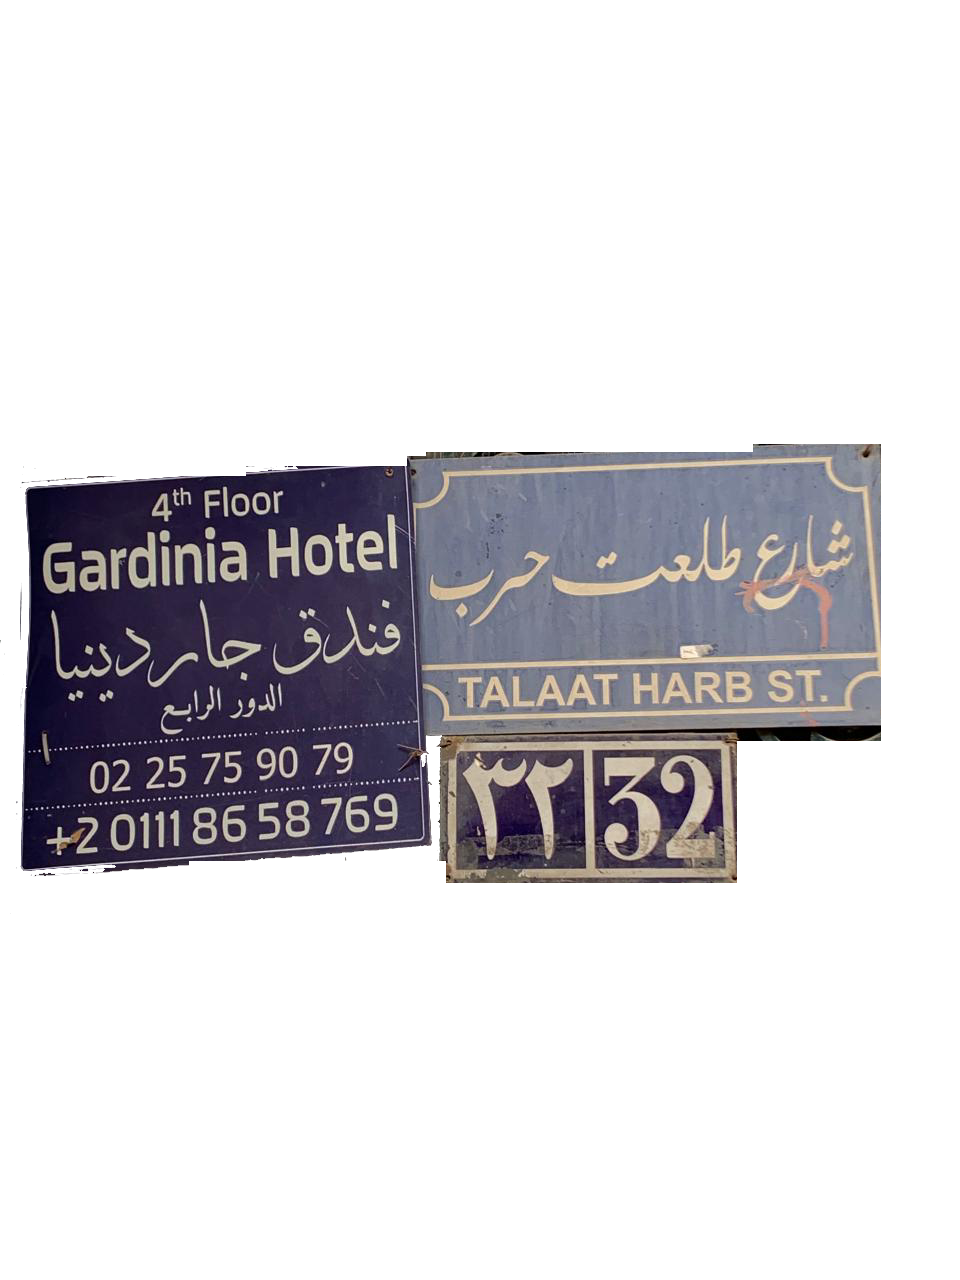 4th Floor
Gardinia Hotel
فندق جاردينيا
الدور الرابع
02 25 75 90 79
+2 0111 86 58 769
شارع طلعت حرب
TALAAT HARB ST.
٣٢ 32